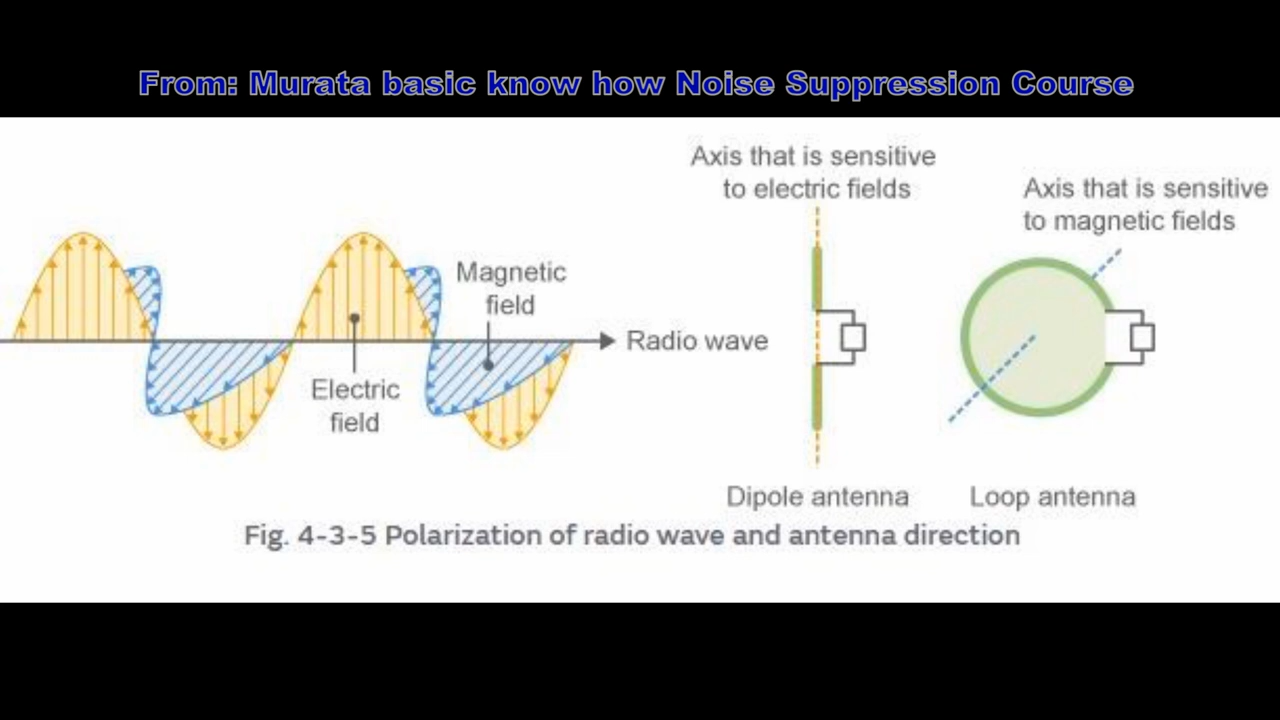 From: Murata basic know how Noise Suppression Course
Axis that is sensitive
to electric fields
Axis that is sensitive
to magnetic fields
Magnetic
field
Radio wave
Electric
field
Dipole antenna
Loop antenna
Fig. 4-3-5 Polarization of radio wave and antenna direction